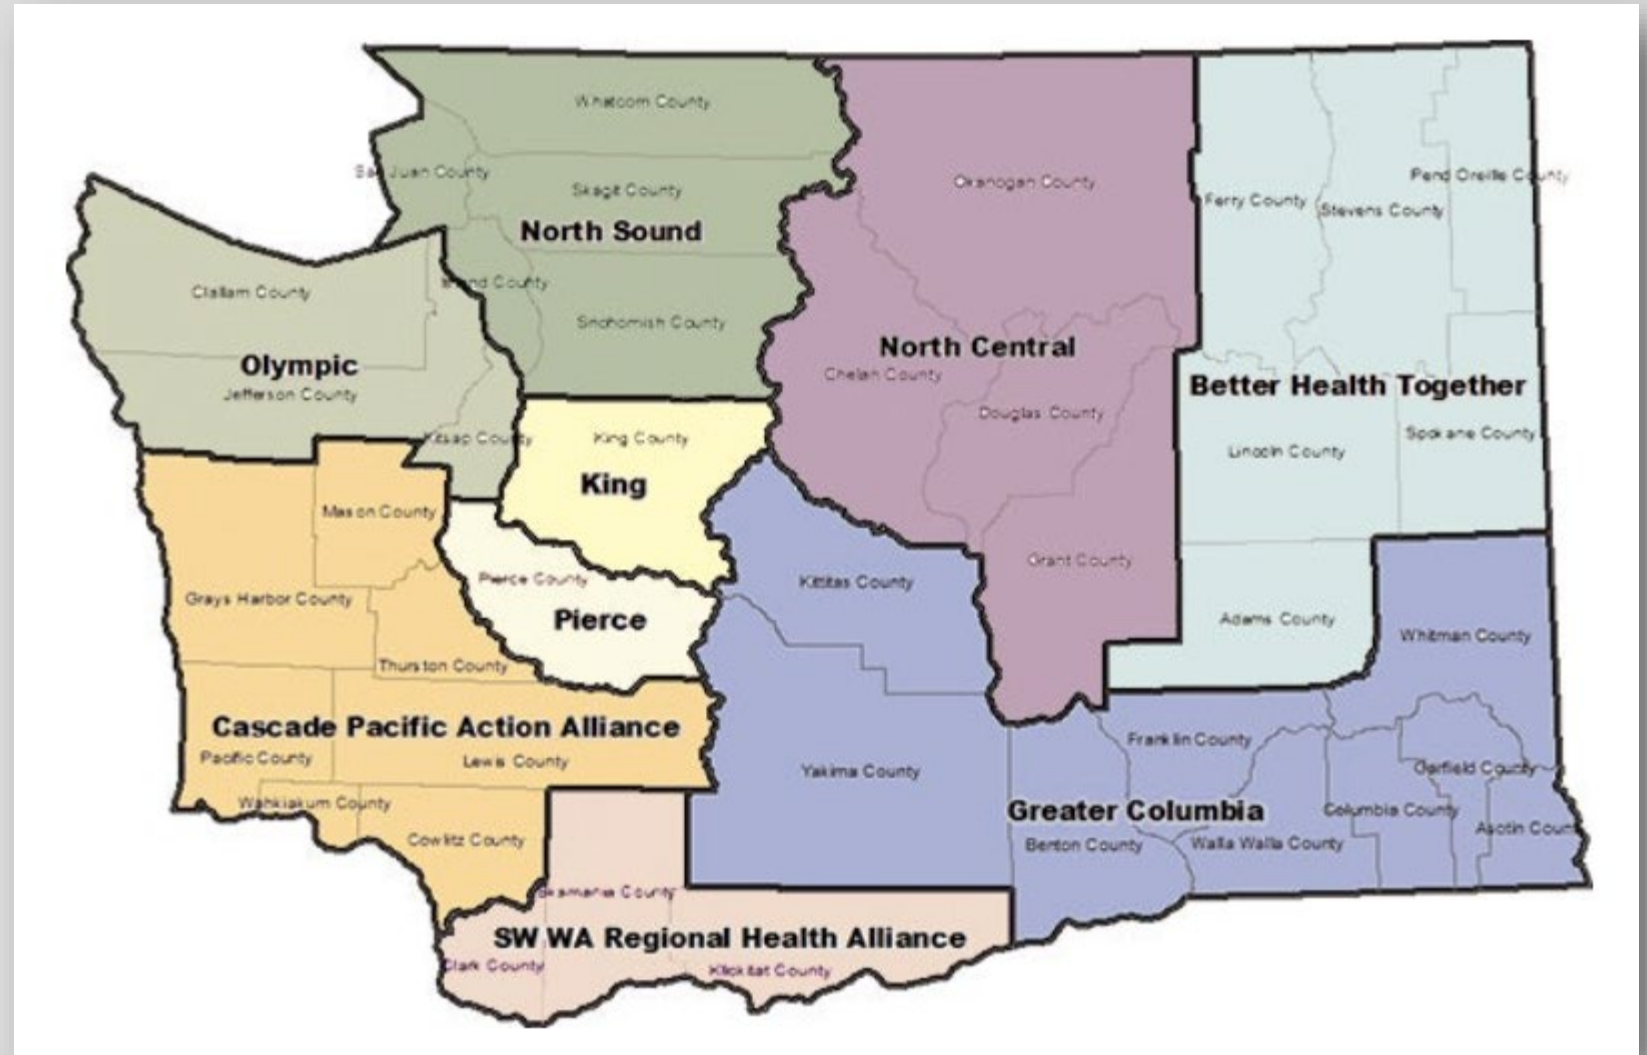 Whatcom County
San Juan County
Skagit County
North Sound
Island County
Snohomish County
Okanogan County
Ferry County
Stevens County
Pend Oreille County
Clallam County
Olympic
Jefferson County
Kitsap County
North Central
Chelan County
Douglas County
Grant County
Better Health Together
Lincoln County
Spokane County
Adams County
King County
King
Mason County
Grays Harbor County
Thurston County
Pierce County
Pierce
Kittitas County
Whitman County
Cascade Pacific Action Alliance
Pacific County
Lewis County
Wahkiakum County
Cowlitz County
Yakima County
Franklin County
Greater Columbia
Benton County
Walla Walla County
Columbia County
Garfield County
Asotin Coun
Skamania County
SW WA Regional Health Alliance
Clark County
Klickitat County